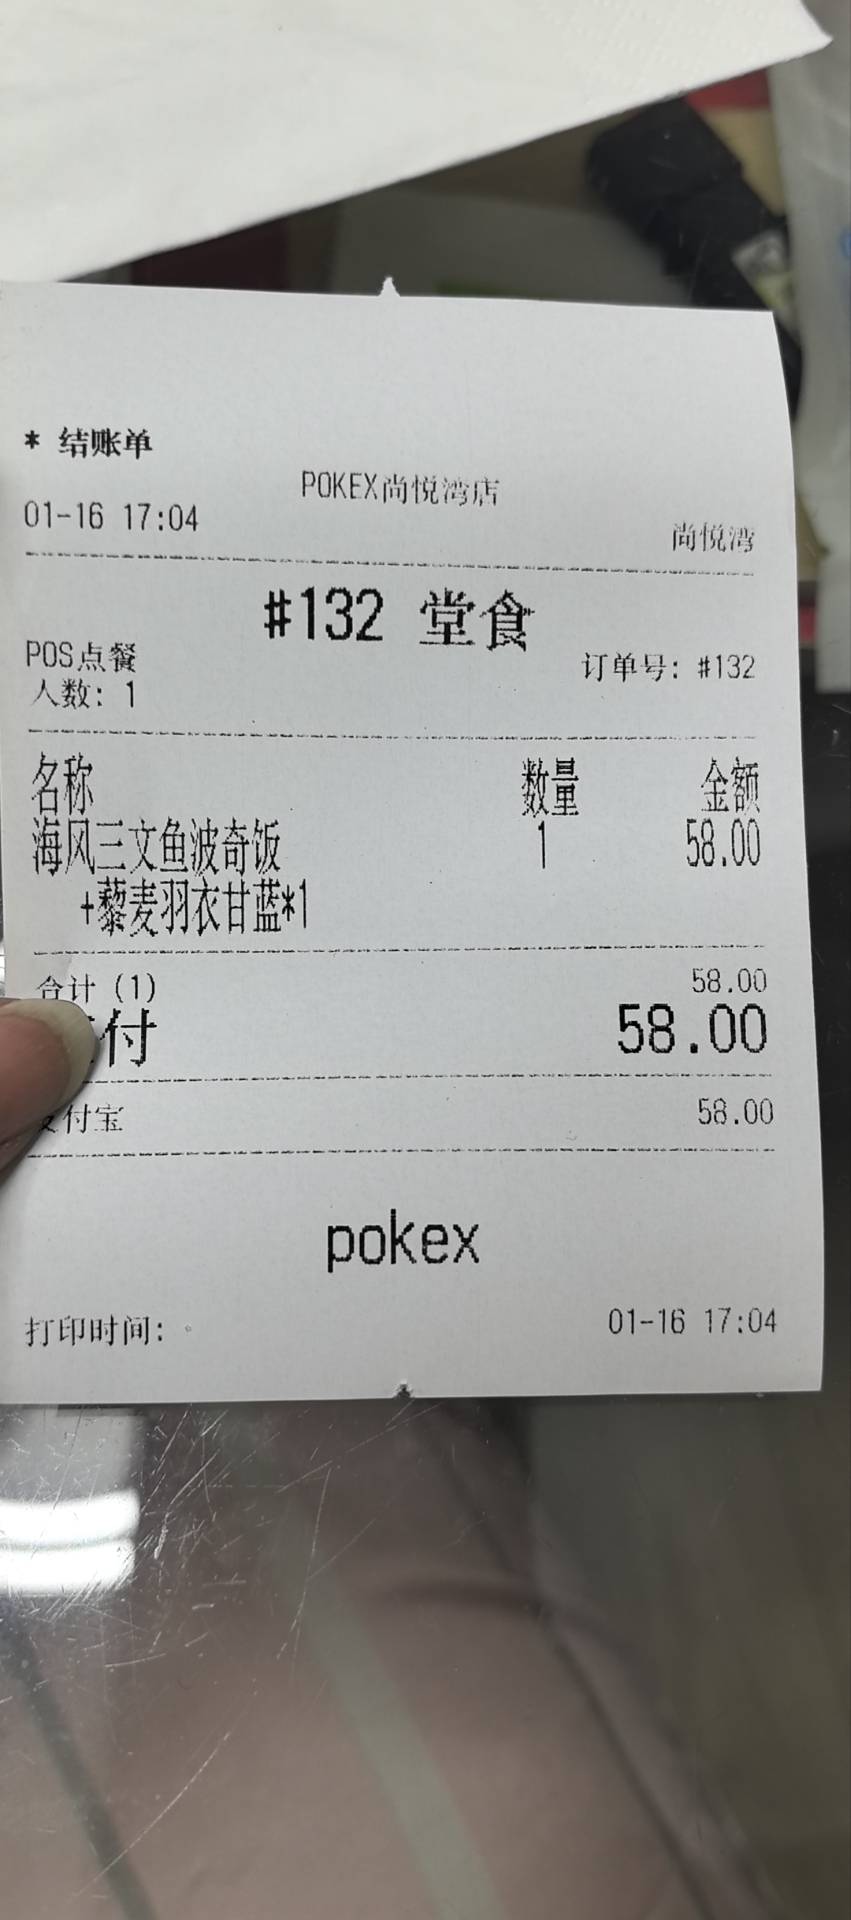 * 结账单
POKEX尚悦湾店
01-16 17:04
尚悦湾
#132 堂食
POS点餐
订单号: #132
人数: 1
名称 数量 金额
海风三文鱼波奇饭 1 58.00
+藜麦羽衣甘蓝*1
合计 (1) 58.00
付 58.00
支付宝 58.00
pokex
打印时间: 01-16 17:04